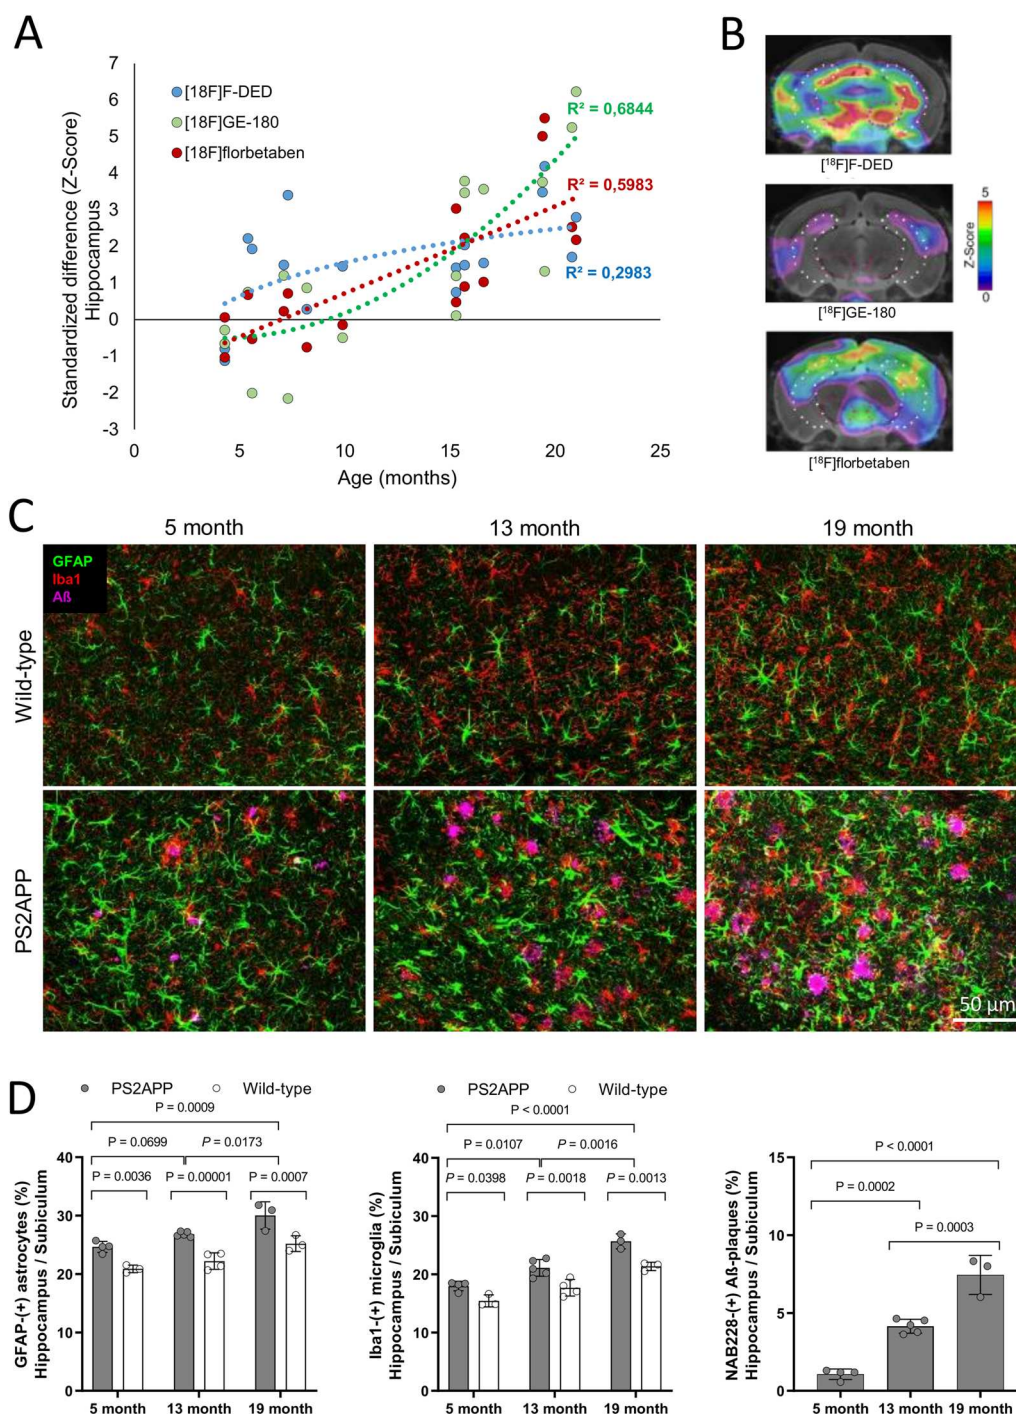 A
B
7
6
5
4
3
2
1
0
-1
-2
-3
Standardized difference (Z-Score)
Hippocampus
[18F]F-DED
[18F]GE-180
[18F]florbetaben
R² = 0,6844
R² = 0,5983
R² = 0,2983
0
5
10
15
20
25
Age (months)
[¹⁸F]F-DED
[¹⁸F]GE-180
[¹⁸F]florbetaben
5
Z-Score
0
C
5 month
13 month
19 month
GFAP
Iba1
Aß
Wild-type
PS2APP
50 µm
D
PS2APP
Wild-type
P = 0.0009
P = 0.0699
P = 0.0173
P = 0.0036
P = 0.00001
P = 0.0007
40
30
20
10
0
GFAP-(+) astrocytes (%)
Hippocampus / Subiculum
5 month
13 month
19 month
PS2APP
Wild-type
P < 0.0001
P = 0.0107
P = 0.0016
P = 0.0398
P = 0.0018
P = 0.0013
40
30
20
10
0
Iba1-(+) microglia (%)
Hippocampus / Subiculum
5 month
13 month
19 month
P <0.0001
P = 0.0002
P = 0.0003
15
10
5
0
NAB228-(+) Aß-plaques (%)
Hippocampus / Subiculum
5 month
13 month
19 month